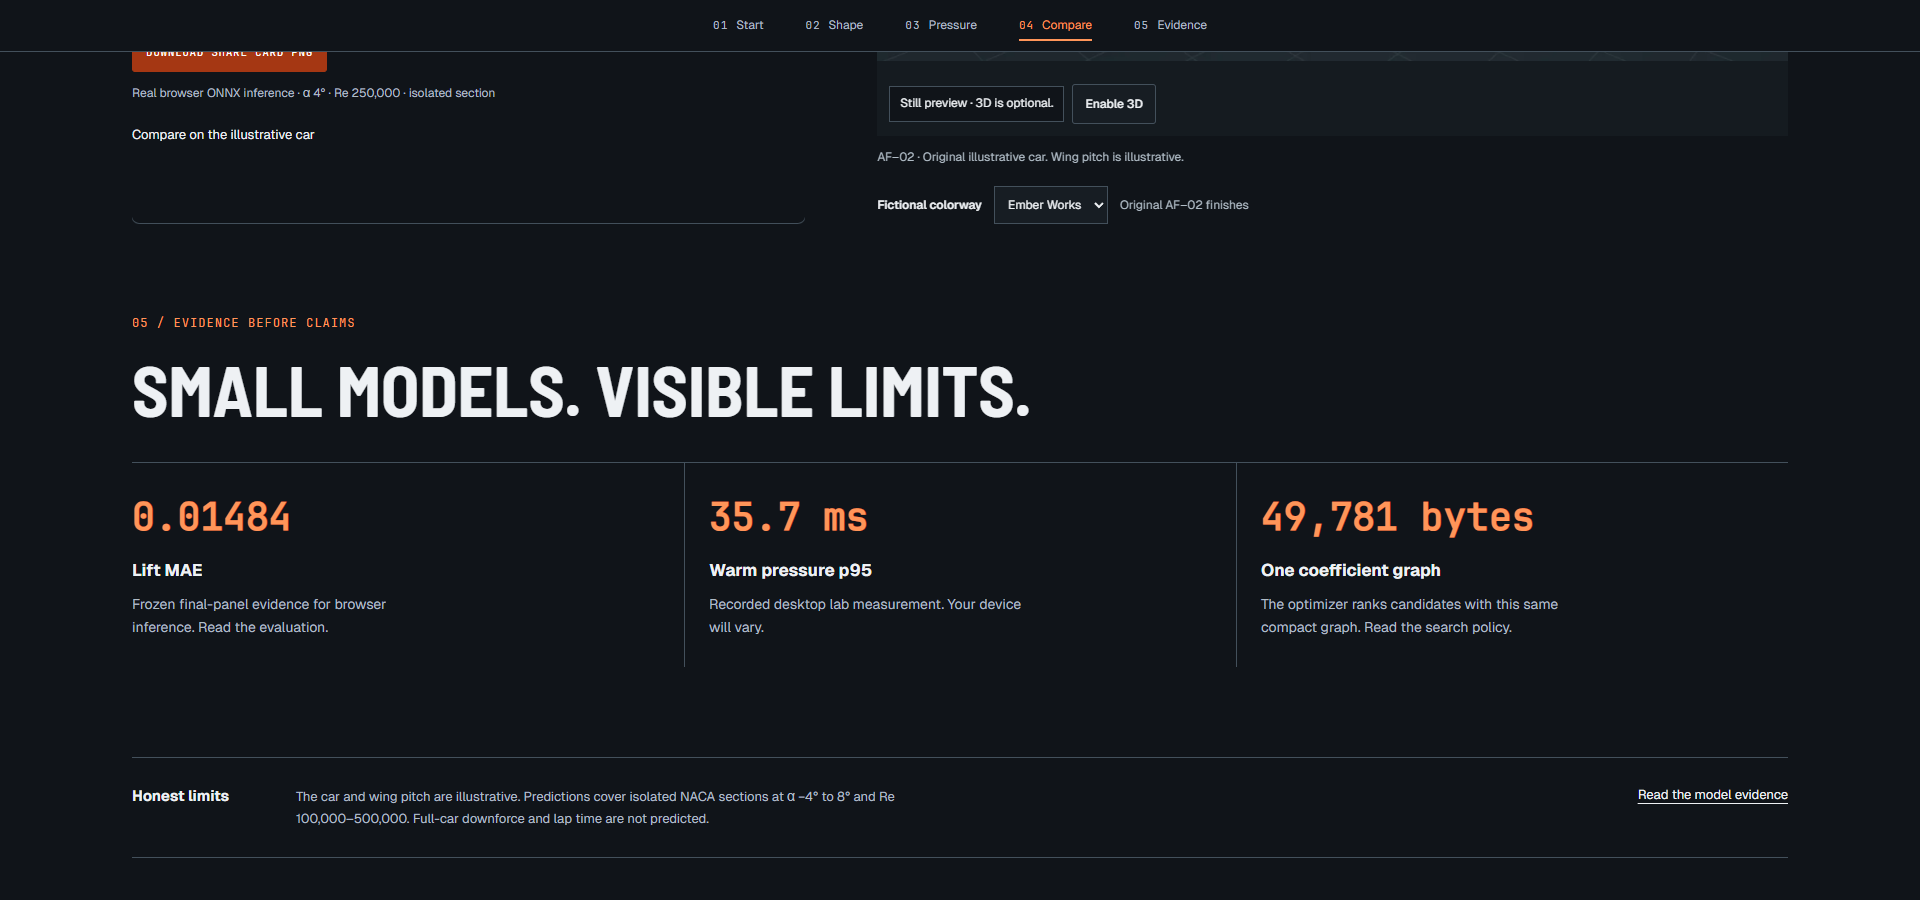 01 Start
02 Shape
03 Pressure
04 Compare
05 Evidence
DOWNLOAD SHARE CARD PNG
Real browser ONNX inference · α 4° · Re 250,000 · isolated section
Compare on the illustrative car
Still preview · 3D is optional.
Enable 3D
AF–02 · Original illustrative car. Wing pitch is illustrative.
Fictional colorway
Ember Works
Original AF–02 finishes
05 / EVIDENCE BEFORE CLAIMS
SMALL MODELS. VISIBLE LIMITS.
0.01484
Lift MAE
Frozen final-panel evidence for browser
inference. Read the evaluation.
35.7 ms
Warm pressure p95
Recorded desktop lab measurement. Your device
will vary.
49,781 bytes
One coefficient graph
The optimizer ranks candidates with this same
compact graph. Read the search policy.
Honest limits
The car and wing pitch are illustrative. Predictions cover isolated NACA sections at α −4° to 8° and Re
100,000–500,000. Full-car downforce and lap time are not predicted.
Read the model evidence